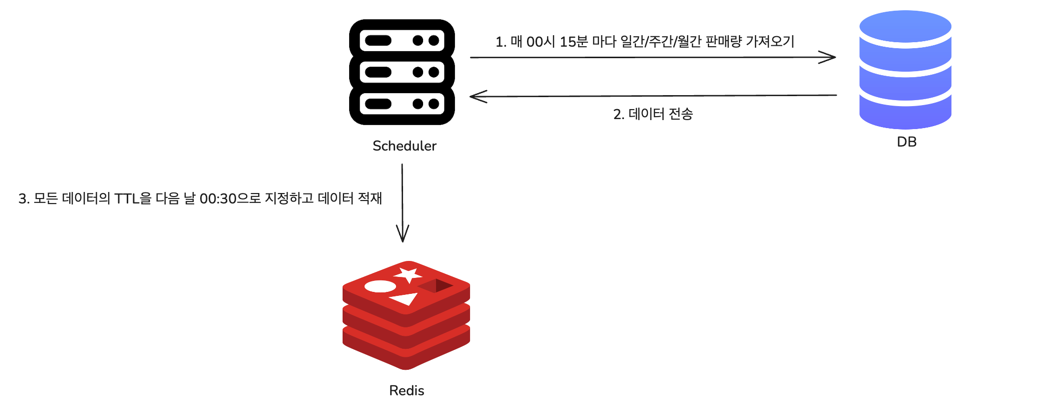 1. 매 00시 15분 마다 일간/주간/월간 판매량 가져오기
2. 데이터 전송
Scheduler
DB
3. 모든 데이터의 TTL을 다음 날 00:30으로 지정하고 데이터 적재
Redis